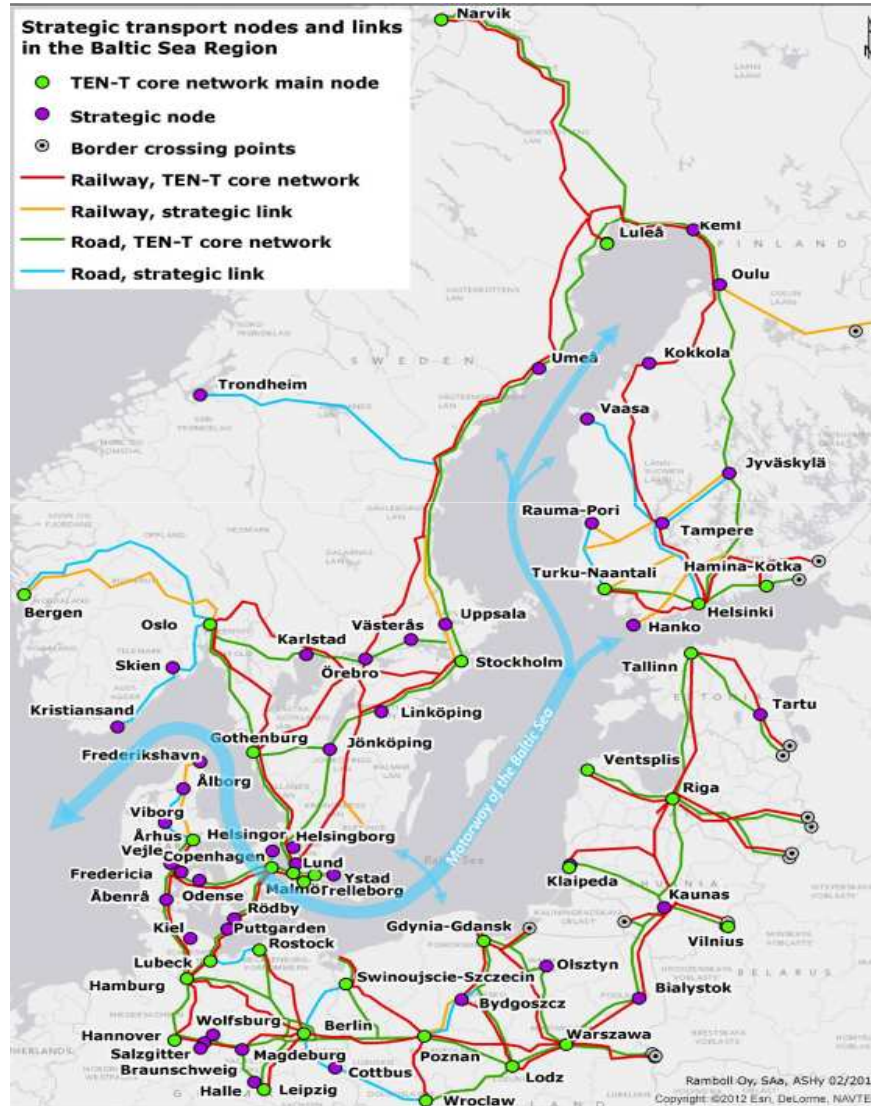 Strategic transport nodes and links
in the Baltic Sea Region
TEN-T core network main node
Strategic node
Border crossing points
Railway, TEN-T core network
Railway, strategic link
Road, TEN-T core network
Road, strategic link
Narvik
Luleå
Kemi
FINLAND
Oulu
Umeå
SWEDEN
Kokkola
Trondheim
Vaasa
Jyväskylä
Rauma-Pori
Tampere
Turku-Naantali
Hamina-Kotka
Bergen
Oslo
Karlstad
Västerås
Uppsala
Helsinki
Hanko
Skien
Örebro
Stockholm
Tallinn
Kristiansand
Linköping
Tartu
Frederikshavn
Gothenburg
Jönköping
Motorway of the Baltic Sea
Ventsplis
Ålborg
Riga
Viborg
Århus
Helsingor
Helsingborg
Vejle
Copenhagen
Lund
Fredericia
Malmö
Ystad
Trelleborg
Klaipeda
Åbenrå
Odense
Kaunas
Rödby
Kiel
Puttgarden
Gdynia-Gdansk
Vilnius
Rostock
BELARUS
Lubeck
Swinoujscie-Szczecin
Olsztyn
Hamburg
Bydgoszcz
Bialystok
Hannover
Wolfsburg
Berlin
Warszawa
Salzgitter
Magdeburg
Poznan
Braunschweig
Cottbus
Lodz
Halle
Leipzig
Wroclaw
Ramboll Oy, SAa, ASHy 02/201
Copyright: ©2012 Esri, DeLorme, NAVTE